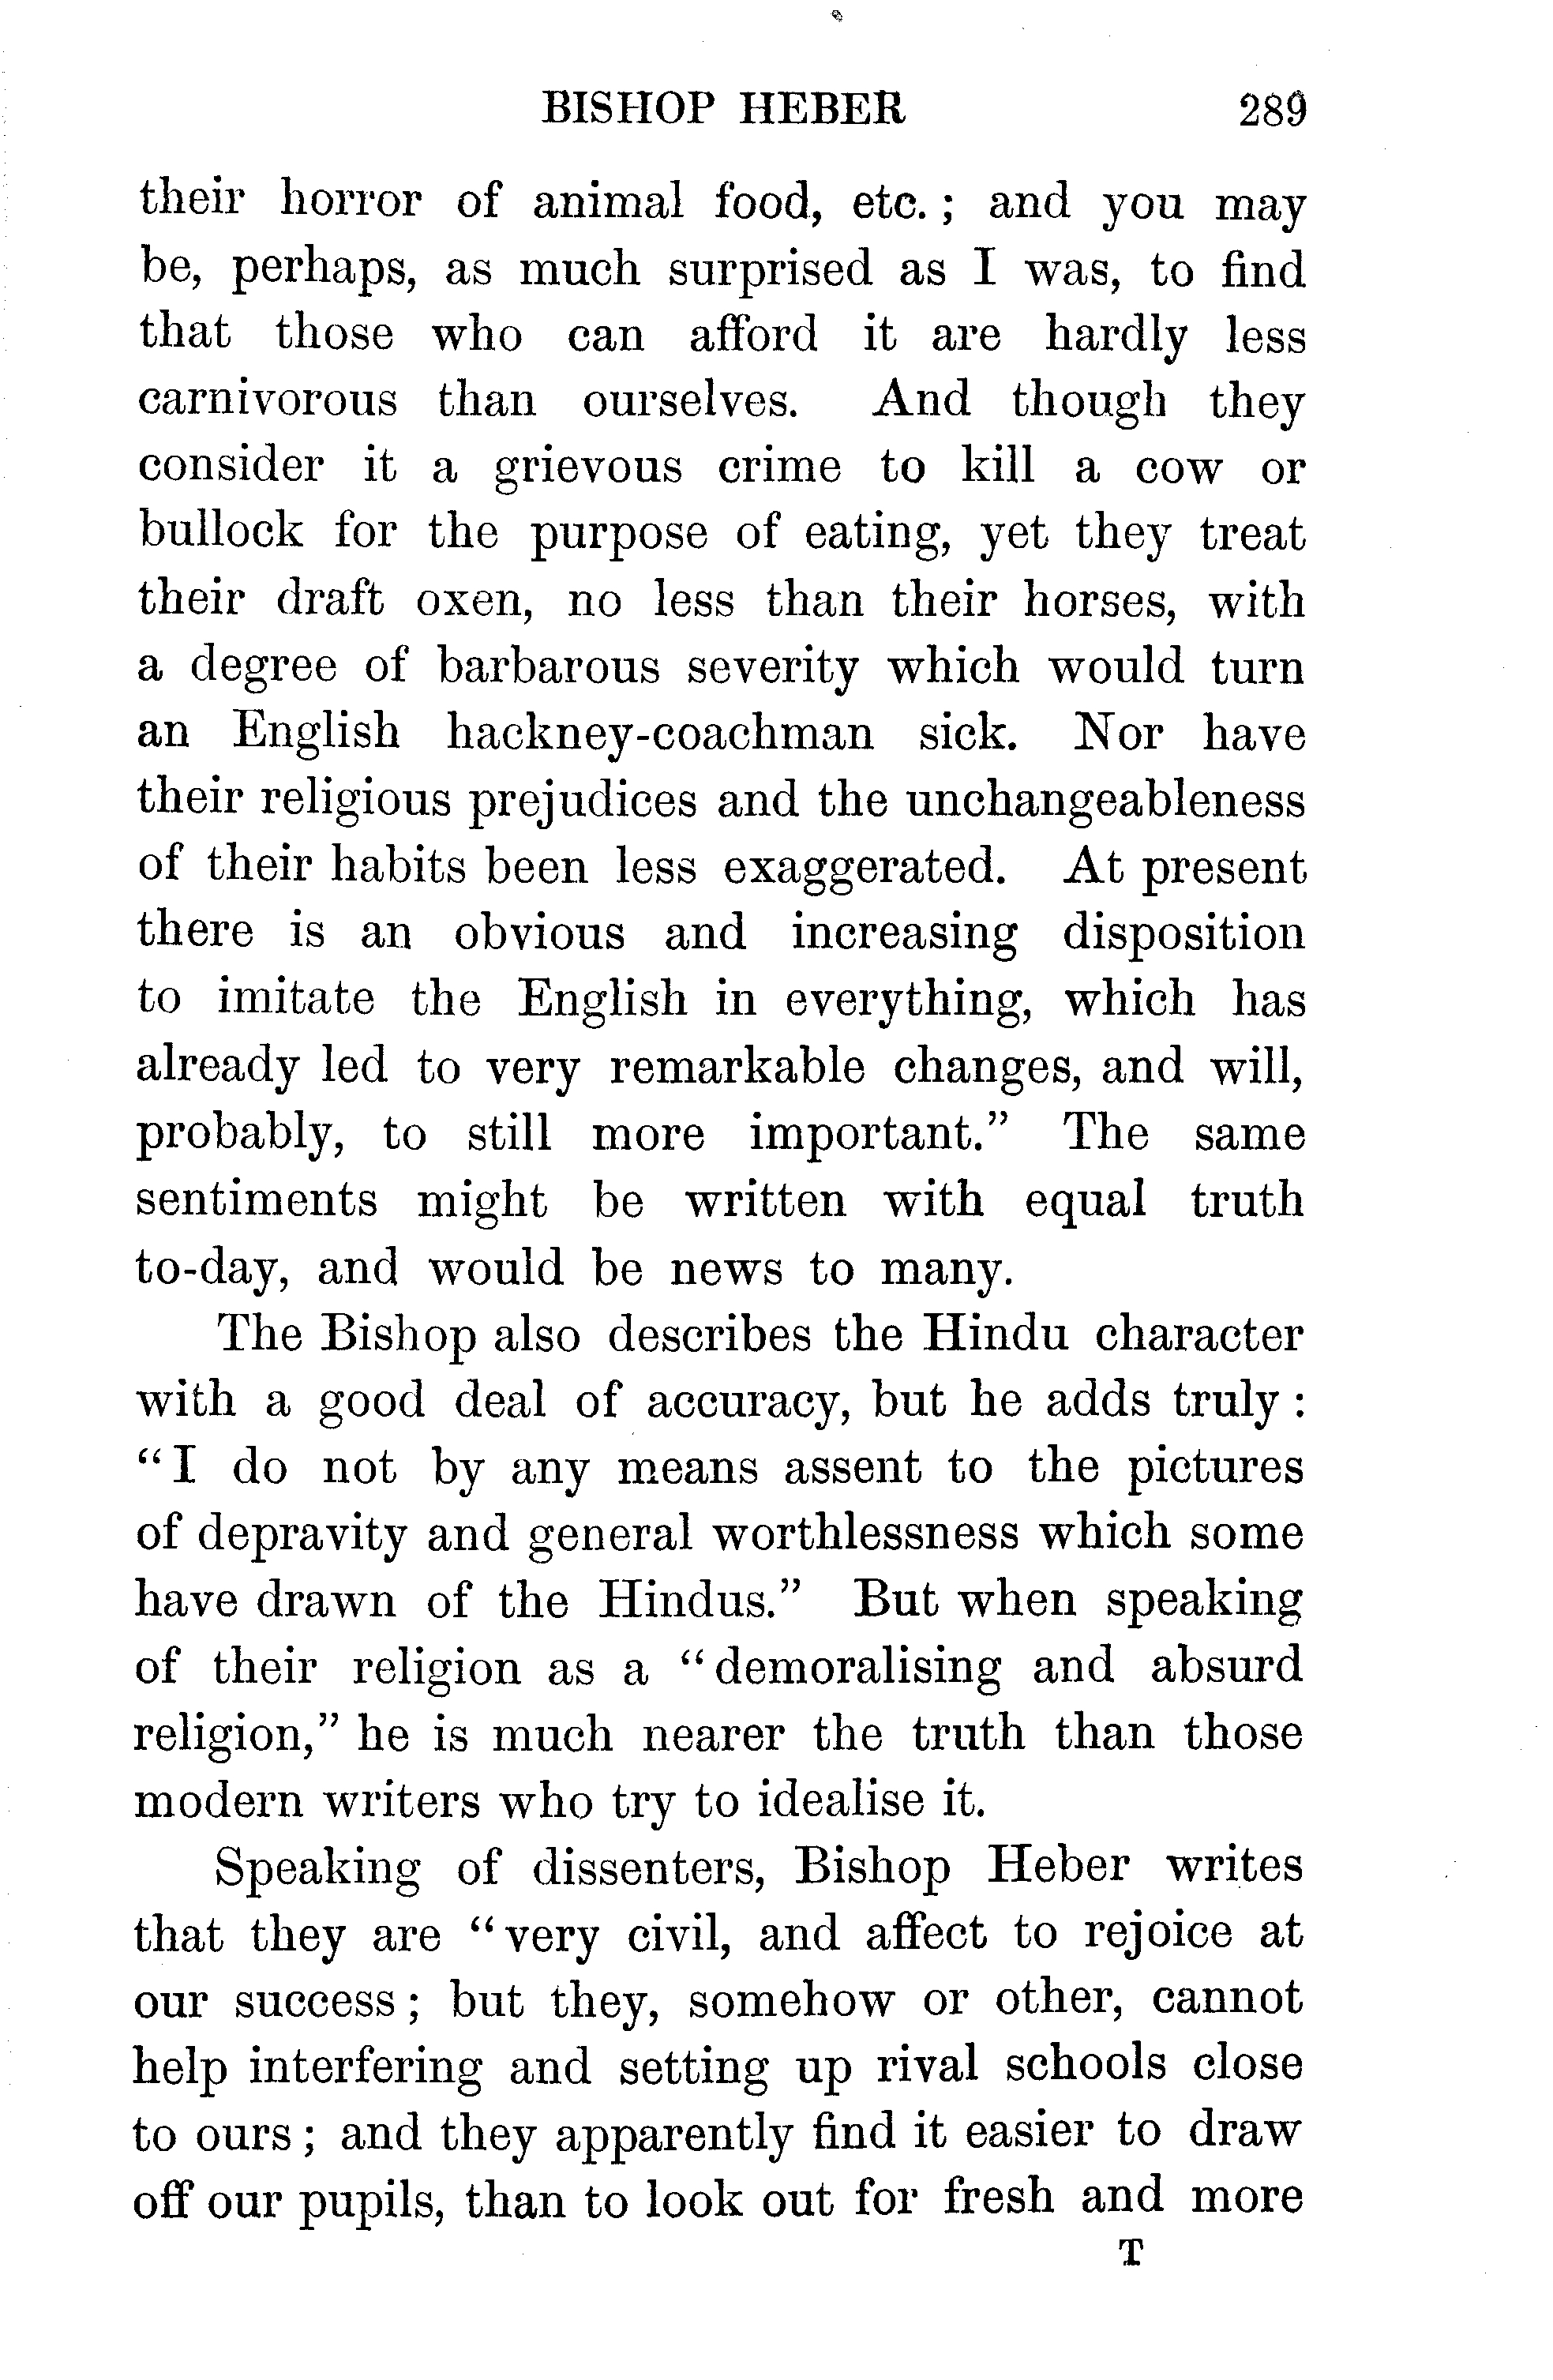 BISHOP HEBER 289
their horror of animal food, etc. ; and you may
be, perhaps, as much surprised as I was, to find
that those who can afford it are hardly less
carnivorous than ourselves. And though they
consider it a grievous crime to kill a cow or
bullock for the purpose of eating, yet they treat
their draft oxen, no less than their horses, with
a degree of barbarous severity which would turn
an English hackney-coachman sick. Nor have
their religious prejudices and the unchangeableness
of their habits been less exaggerated. At present
there is an obvious and increasing disposition
to imitate the English in everything, which has
already led to very remarkable changes, and will,
probably, to still more important.” The same
sentiments might be written with equal truth
to-day, and would be news to many.
The Bishop also describes the Hindu character
with a good deal of accuracy, but he adds truly :
“I do not by any means assent to the pictures
of depravity and general worthlessness which some
have drawn of the Hindus.” But when speaking
of their religion as a “demoralising and absurd
religion,” he is much nearer the truth than those
modern writers who try to idealise it.
Speaking of dissenters, Bishop Heber writes
that they are “very civil, and affect to rejoice at
our success ; but they, somehow or other, cannot
help interfering and setting up rival schools close
to ours ; and they apparently find it easier to draw
off our pupils, than to look out for fresh and more
T